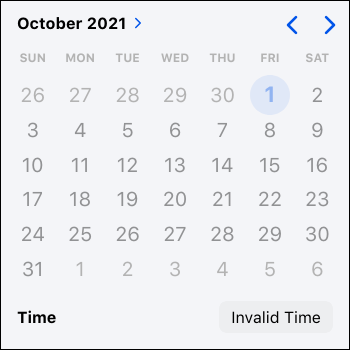 October 2021
SUN MON TUE WED THU FRI SAT
26 27 28 29 30 1 2
3 4 5 6 7 8 9
10 11 12 13 14 15 16
17 18 19 20 21 22 23
24 25 26 27 28 29 30
31 1 2 3 4 5 6
Time Invalid Time